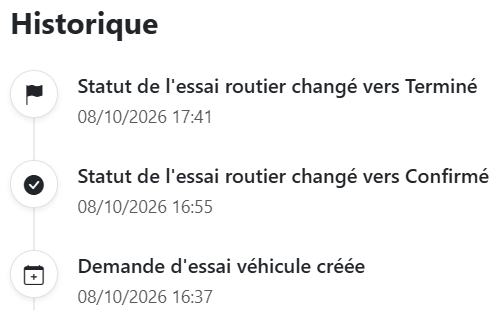 Historique
Statut de l'essai routier changé vers Terminé
08/10/2026 17:41
Statut de l'essai routier changé vers Confirmé
08/10/2026 16:55
Demande d'essai véhicule créée
08/10/2026 16:37